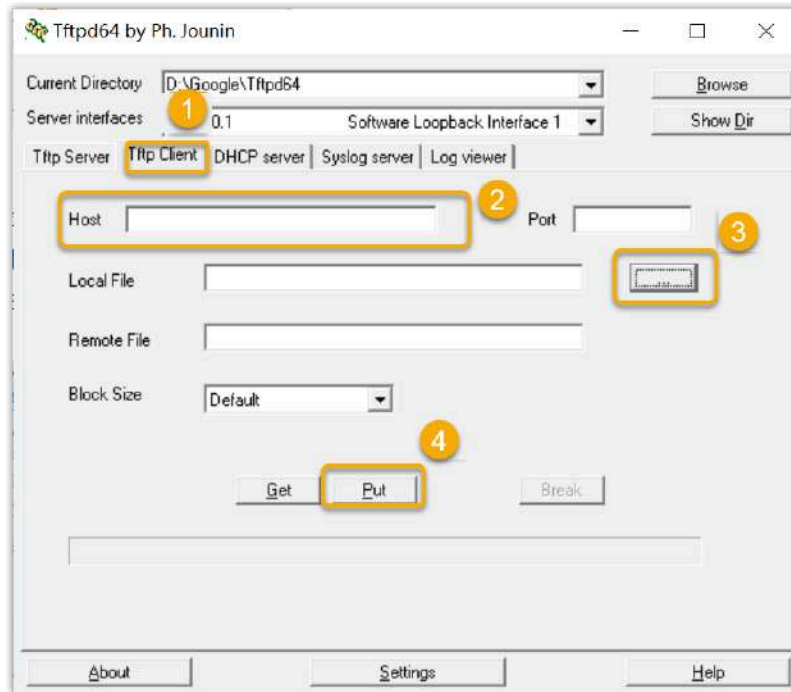 Tftpd64 by Ph. Jounin
Current Directory D:\Google\Tftpd64 Browse
1
Server interfaces 0.1 Software Loopback Interface 1 Show Dir
Tftp Server Tftp Client DHCP server Syslog server Log viewer
2
Host Port
3
Local File ...
Remote File
Block Size Default
4
Get Put Break
About Settings Help